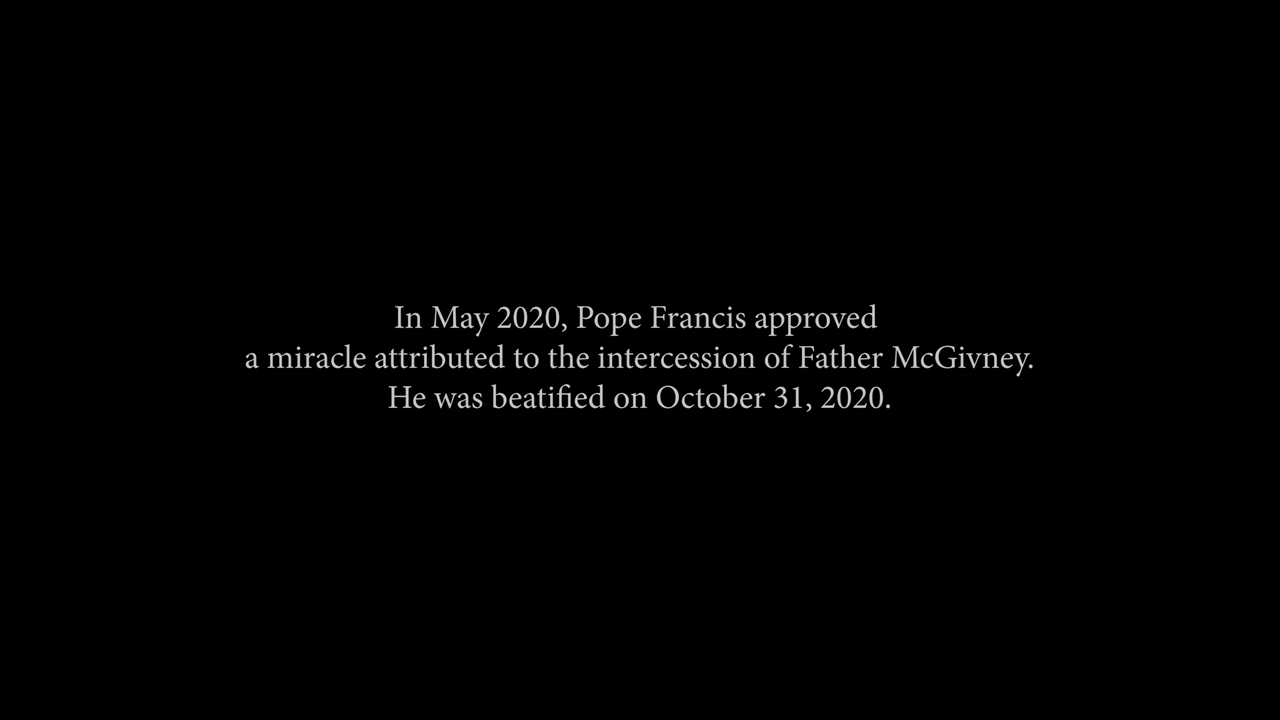 In May 2020, Pope Francis approved
a miracle attributed to the intercession of Father McGivney.
He was beatified on October 31, 2020.